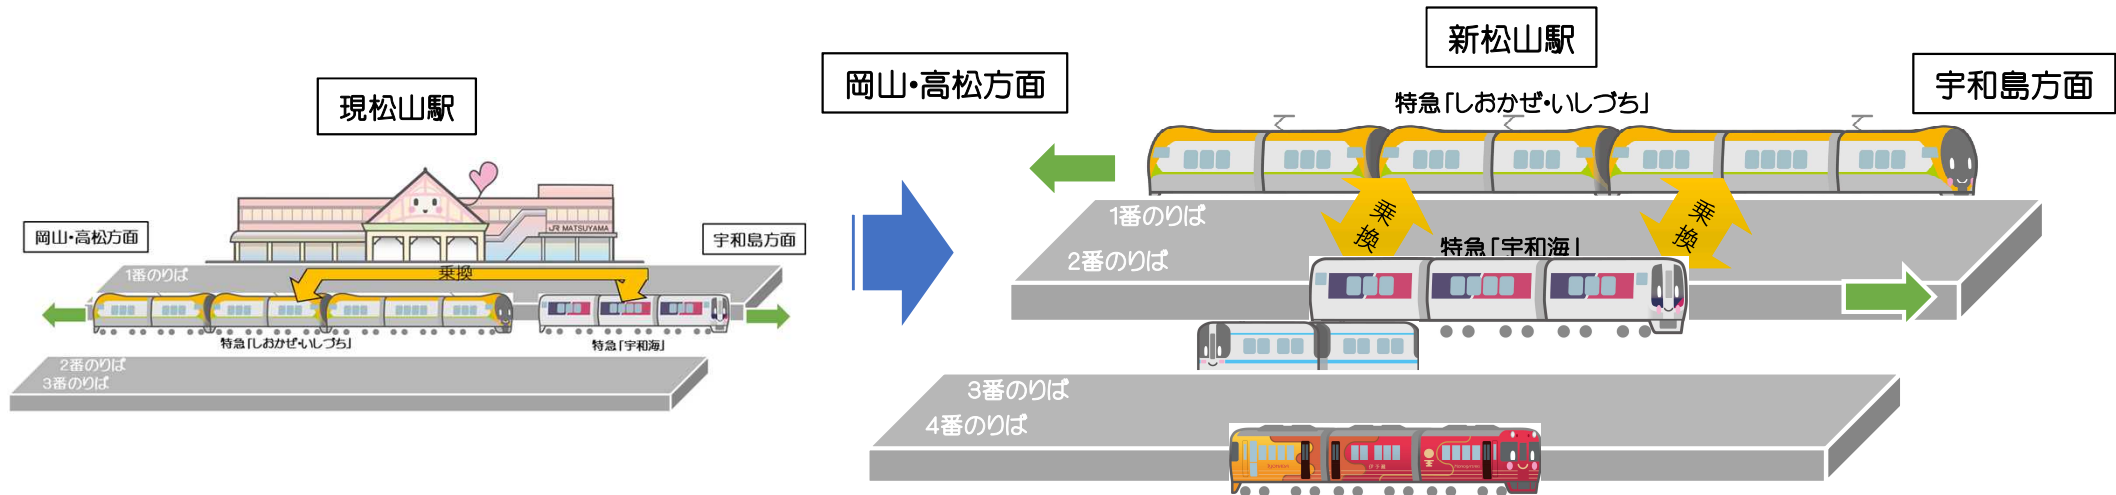 現松山駅
岡山・高松方面
JR MATSUYAMA
宇和島方面
1番のりば
乗換
特急「しおかぜ・いしづち」
特急「宇和海」
2番のりば
3番のりば
新松山駅
岡山・高松方面
宇和島方面
特急「しおかぜ・いしづち」
1番のりば
乗換
乗換
2番のりば
特急「宇和海」
3番のりば
4番のりば
伊予灘